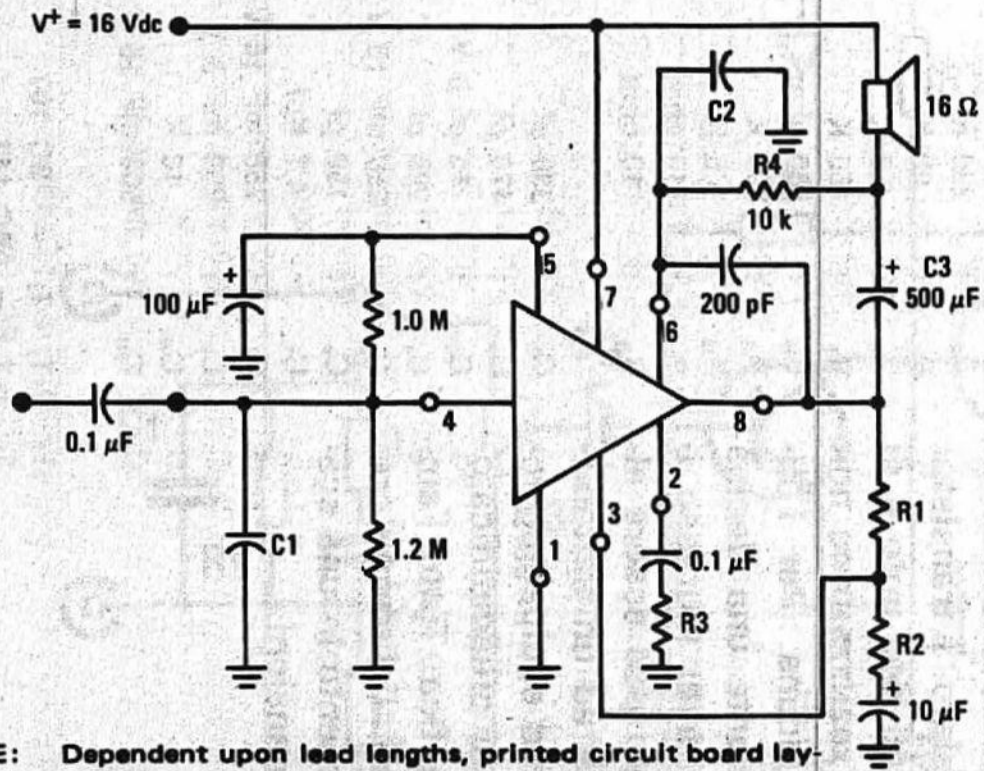 V+ = 16 Vdc
16 Ω
C2
R4
10 k
+
C3
500 µF
5
7
200 pF
6
+
100 µF
1.0 M
4
8
0.1 µF
2
R1
3
C1
1.2 M
1
0.1 µF
R3
R2
+
10 µF
E: Dependent upon lead lengths, printed circuit board lay-